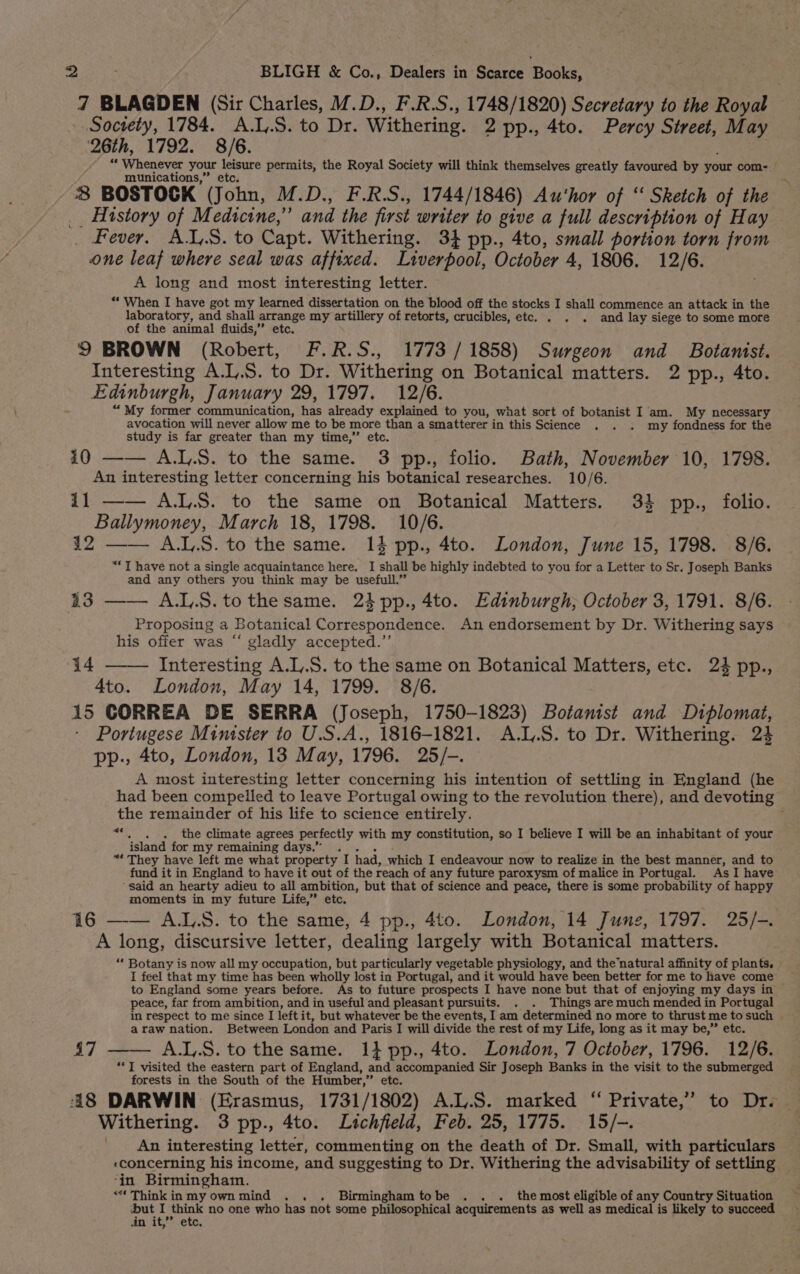 2 BLIGH & Co., Dealers in Scarce Books,
7 BLAGDEN (Sir Charles, M.D., F.R.S., 1748/1820) Secretary to the Royal
Society, 1784. A.L.S. to Dr. Withering. 2 pp., 4to. Percy Street, May
26th, 1792. 8/6.
“ Whenever your leisure permits, the Royal Society will think themselves greatly favoured by your com-
munications,” etc.
8 BOSTOCK (John, M.D., F.R.S., 1744/1846) Au'hor of “ Sketch of the
History of Medicine,” and the first writer to give a full description of Hay
Fever. A.L.S. to Capt. Withering. 3¼ pp., 4to, small portion torn from
one leaf where seal was affixed. Liverpool, October 4, 1806. 12/6.
A long and most interesting letter.
“ When I have got my learned dissertation on the blood off the stocks I shall commence an attack in the
laboratory, and shall arrange my artillery of retorts, crucibles, etc. . . . and lay siege to some more
of the animal fluids,” etc.
9 BROWN (Robert, F.R.S., 1773 / 1858) Surgeon and Botanist.
Interesting A.L.S. to Dr. Withering on Botanical matters. 2 pp., 4to.
Edinburgh, January 29, 1797. 12/6.
“ My former communication, has already explained to you, what sort of botanist I am. My necessary
avocation will never allow me to be more than a smatterer in this Science . . . my fondness for the
study is far greater than my time,” etc.
10 —— A.L.S. to the same. 3 pp., folio. Bath, November 10, 1798.
An interesting letter concerning his botanical researches. 10/6.
11 —— A.L.S. to the same on Botanical Matters. 3¼ pp., folio.
Ballymoney, March 18, 1798. 10/6.
12 —— A.L.S. to the same. 1¼ pp., 4to. London, June 15, 1798. 8/6.
“ I have not a single acquaintance here. I shall be highly indebted to you for a Letter to Sr. Joseph Banks
and any others you think may be usefull.”
13 —— A.L.S. to the same. 2¼ pp., 4to. Edinburgh, October 3, 1791. 8/6.
Proposing a Botanical Correspondence. An endorsement by Dr. Withering says
his offer was “ gladly accepted.”
14 —— Interesting A.L.S. to the same on Botanical Matters, etc. 2¼ pp.,
4to. London, May 14, 1799. 8/6.
15 CORREA DE SERRA (Joseph, 1750-1823) Botanist and Diplomat,
Portugese Minister to U.S.A., 1816-1821. A.L.S. to Dr. Withering. 2¼
pp., 4to, London, 13 May, 1796. 25/-.
A most interesting letter concerning his intention of settling in England (he
had been compelled to leave Portugal owing to the revolution there), and devoting
the remainder of his life to science entirely.
“. . . the climate agrees perfectly with my constitution, so I believe I will be an inhabitant of your
island for my remaining days.” . . .
“ They have left me what property I had, which I endeavour now to realize in the best manner, and to
fund it in England to have it out of the reach of any future paroxysm of malice in Portugal. As I have
said an hearty adieu to all ambition, but that of science and peace, there is some probability of happy
moments in my future Life,” etc.
16 —— A.L.S. to the same, 4 pp., 4to. London, 14 June, 1797. 25/-.
A long, discursive letter, dealing largely with Botanical matters.
“ Botany is now all my occupation, but particularly vegetable physiology, and the natural affinity of plants.
I feel that my time has been wholly lost in Portugal, and it would have been better for me to have come
to England some years before. As to future prospects I have none but that of enjoying my days in
peace, far from ambition, and in useful and pleasant pursuits. . . Things are much mended in Portugal
in respect to me since I left it, but whatever be the events, I am determined no more to thrust me to such
a raw nation. Between London and Paris I will divide the rest of my Life, long as it may be,” etc.
17 —— A.L.S. to the same. 1¼ pp., 4to. London, 7 October, 1796. 12/6.
“ I visited the eastern part of England, and accompanied Sir Joseph Banks in the visit to the submerged
forests in the South of the Humber,” etc.
18 DARWIN (Erasmus, 1731/1802) A.L.S. marked “ Private,” to Dr.
Withering. 3 pp., 4to. Lichfield, Feb. 25, 1775. 15/-.
An interesting letter, commenting on the death of Dr. Small, with particulars
concerning his income, and suggesting to Dr. Withering the advisability of settling
in Birmingham.
“ Think in my own mind . . . Birmingham to be . . . the most eligible of any Country Situation
but I think no one who has not some philosophical acquirements as well as medical is likely to succeed
in it,” etc.